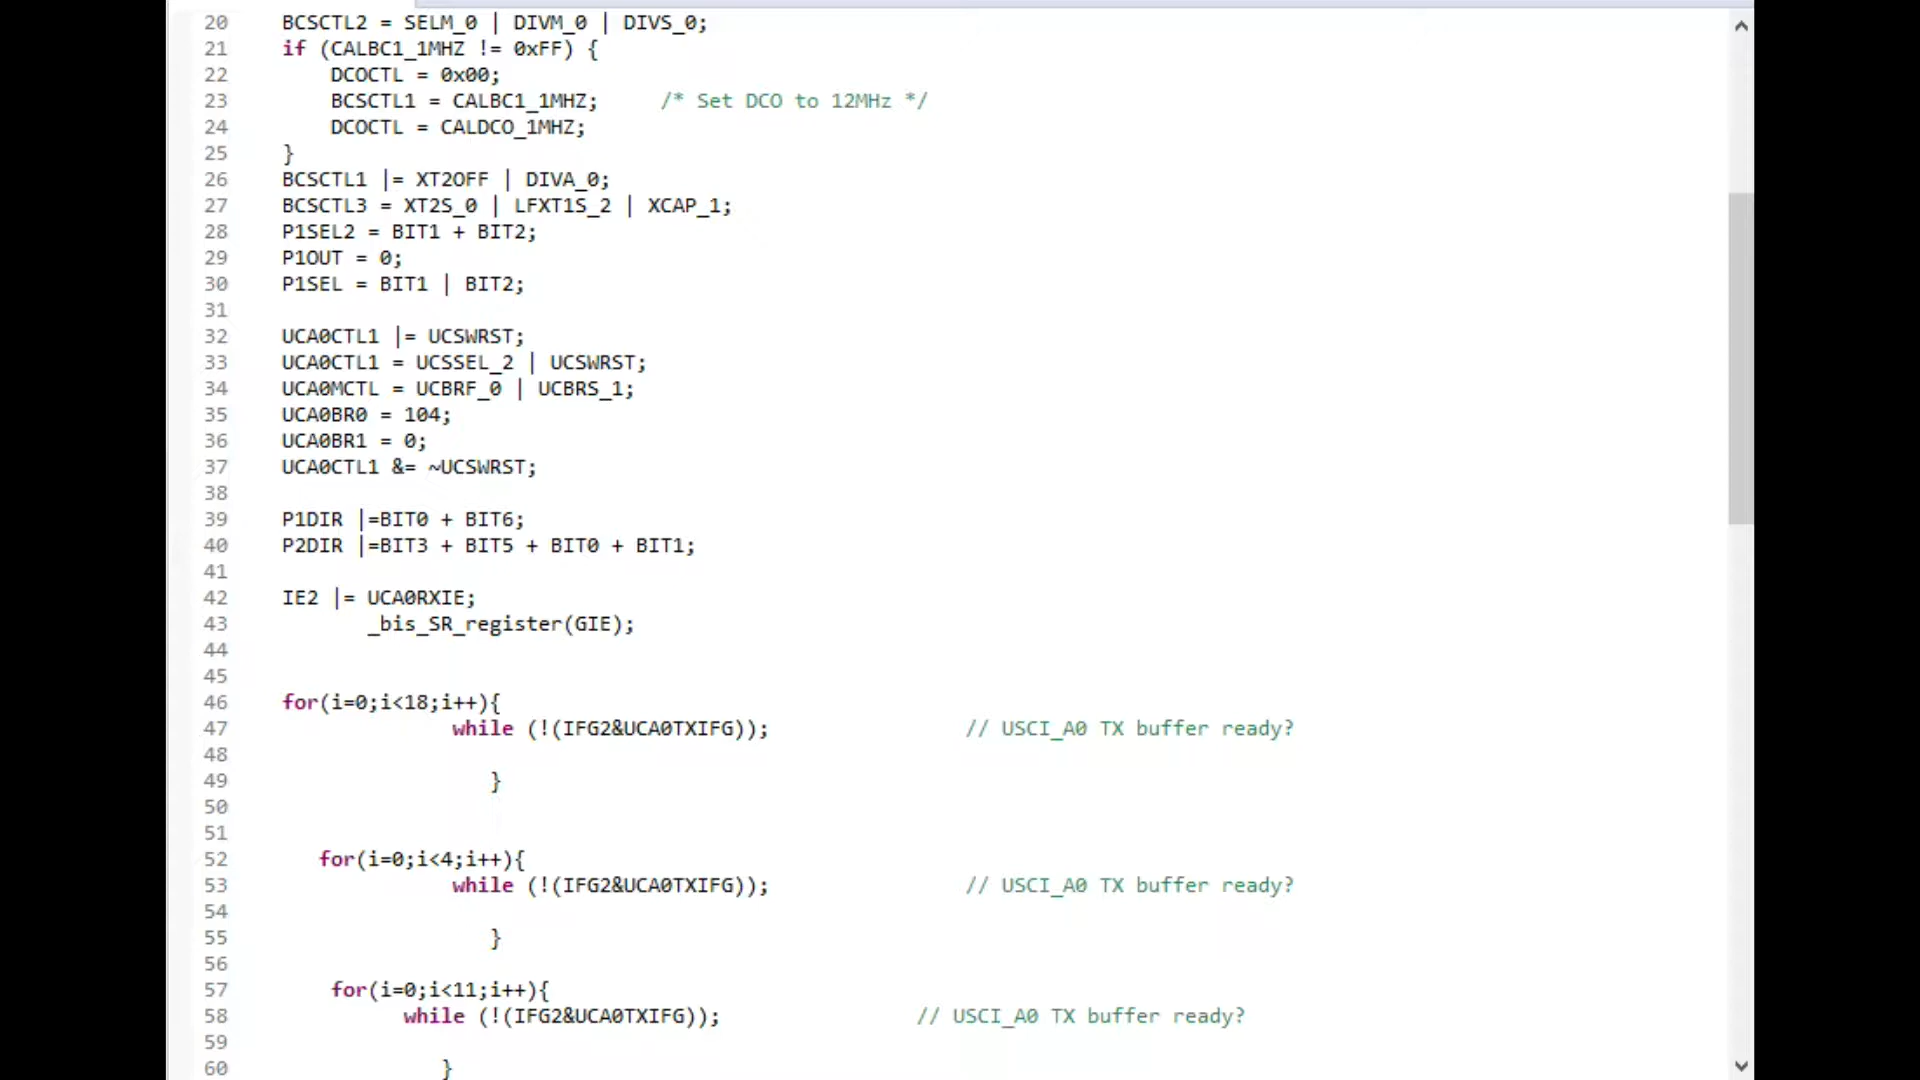 20 BCSCTL2 = SELM_0 | DIVM_0 | DIVS_0;
21 if (CALBC1_1MHZ != 0xFF) {
22 DCOCTL = 0x00;
23 BCSCTL1 = CALBC1_1MHZ; /* Set DCO to 12MHz */
24 DCOCTL = CALDCO_1MHZ;
25 }
26 BCSCTL1 |= XT2OFF | DIVA_0;
27 BCSCTL3 = XT2S_0 | LFXT1S_2 | XCAP_1;
28 P1SEL2 = BIT1 + BIT2;
29 P1OUT = 0;
30 P1SEL = BIT1 | BIT2;
31
32 UCA0CTL1 |= UCSWRST;
33 UCA0CTL1 = UCSSEL_2 | UCSWRST;
34 UCA0MCTL = UCBRF_0 | UCBRS_1;
35 UCA0BR0 = 104;
36 UCA0BR1 = 0;
37 UCA0CTL1 &= ~UCSWRST;
38
39 P1DIR |=BIT0 + BIT6;
40 P2DIR |=BIT3 + BIT5 + BIT0 + BIT1;
41
42 IE2 |= UCA0RXIE;
43 _bis_SR_register(GIE);
44
45
46 for(i=0;i<18;i++){
47 while (!(IFG2&UCA0TXIFG)); // USCI_A0 TX buffer ready?
48
49 }
50
51
52 for(i=0;i<4;i++){
53 while (!(IFG2&UCA0TXIFG)); // USCI_A0 TX buffer ready?
54
55 }
56
57 for(i=0;i<11;i++){
58 while (!(IFG2&UCA0TXIFG)); // USCI_A0 TX buffer ready?
59
60 }